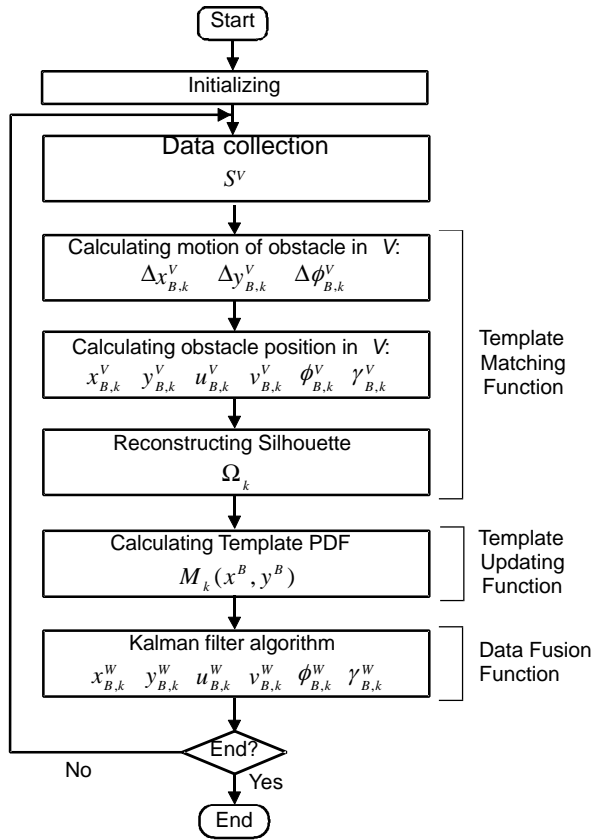 Start
Initializing
Data collection
S^V
Calculating motion of obstacle in V:
Δx^V_{B,k} Δy^V_{B,k} Δϕ^V_{B,k}
Calculating obstacle position in V:
x^V_{B,k} y^V_{B,k} u^V_{B,k} v^V_{B,k} ϕ^V_{B,k} γ^V_{B,k}
Reconstructing Silhouette
Ω_k
Template
Matching
Function
Calculating Template PDF
M_k(x^B, y^B)
Template
Updating
Function
Kalman filter algorithm
x^W_{B,k} y^W_{B,k} u^W_{B,k} v^W_{B,k} ϕ^W_{B,k} γ^W_{B,k}
Data Fusion
Function
End?
No
Yes
End